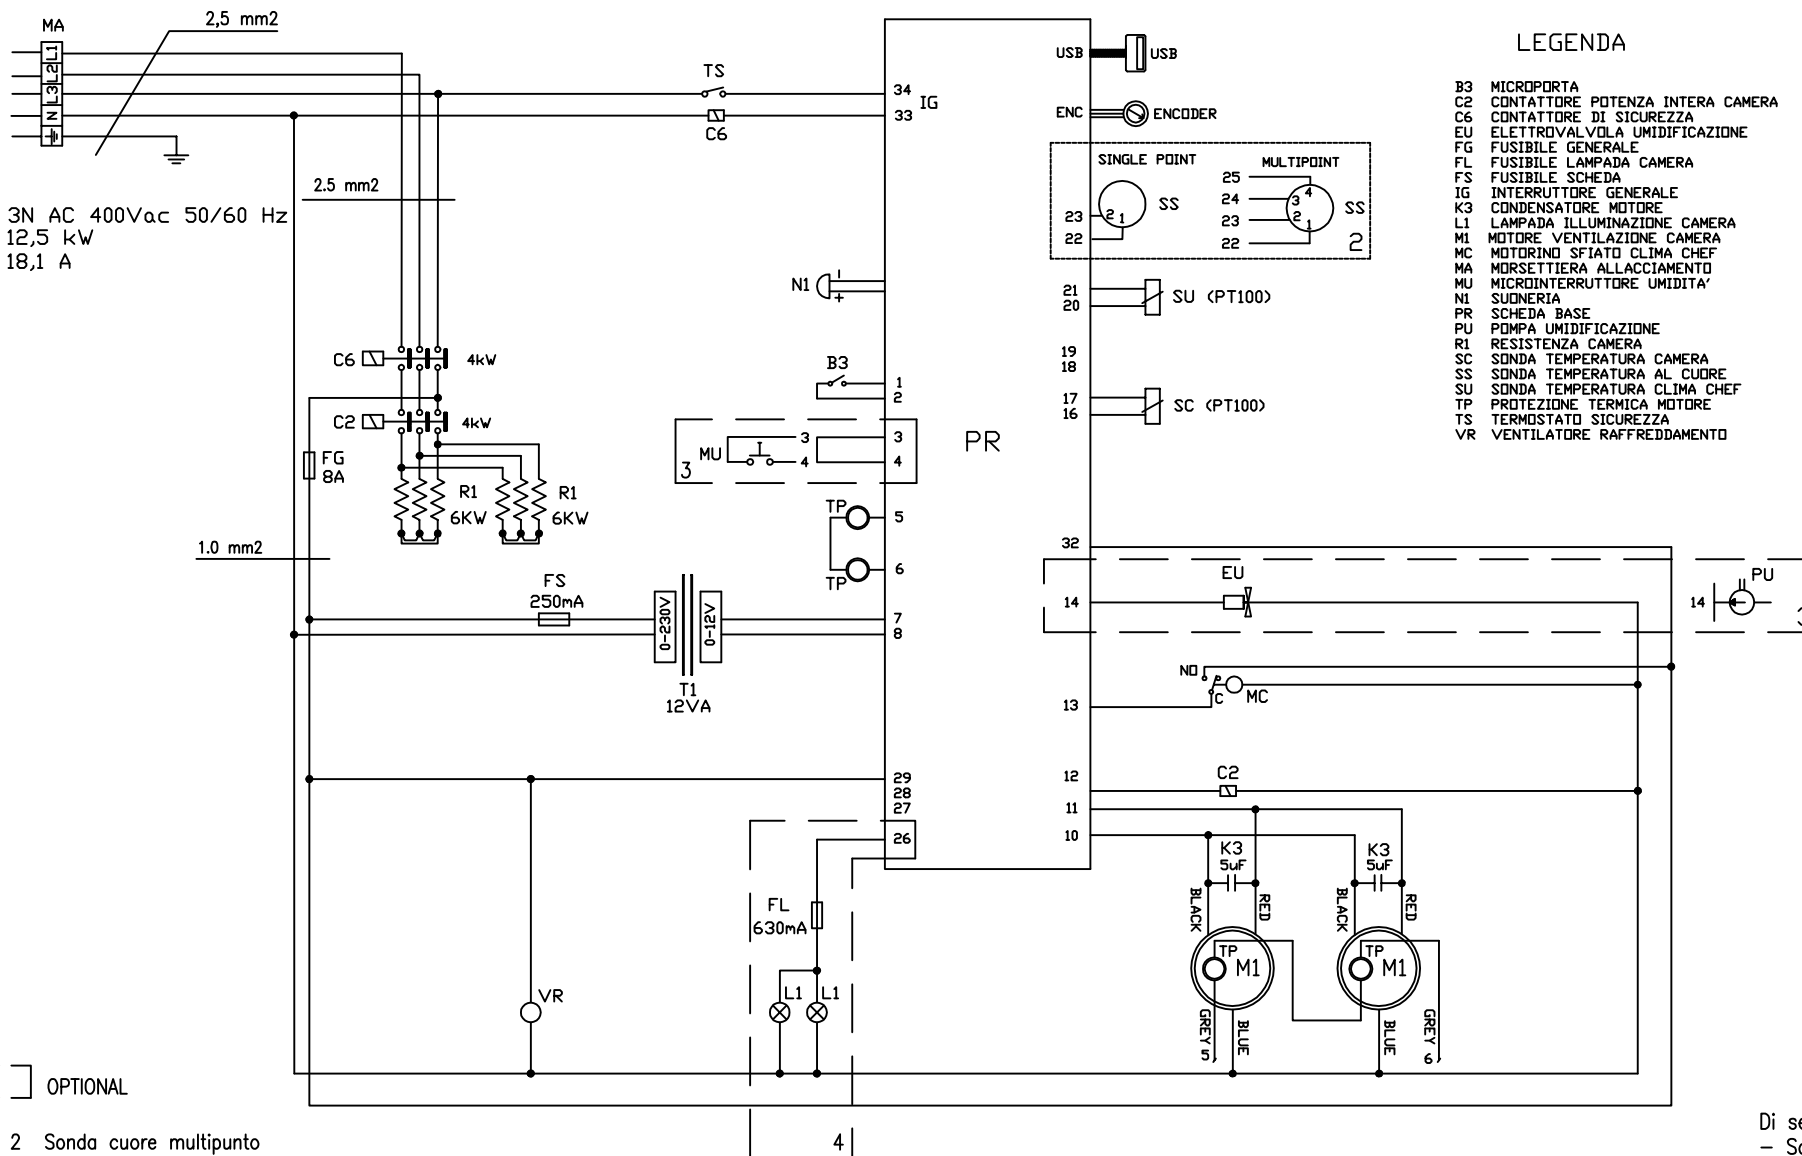 MA
2,5 mm2
L1
L2
L3
N
TS
C6
34
IG
33
USB
USB
ENC
ENCODER
SINGLE POINT
MULTIPOINT
25
24
23
22
4
3
2
1
SS
2
23
22
2
1
SS
LEGENDA
B3 MICROPORTA
C2 CONTATTORE POTENZA INTERA CAMERA
C6 CONTATTORE DI SICUREZZA
EU ELETTROVALVOLA UMIDIFICAZIONE
FG FUSIBILE GENERALE
FL FUSIBILE LAMPADA CAMERA
FS FUSIBILE SCHEDA
IG INTERRUTTORE GENERALE
K3 CONDENSATORE MOTORE
L1 LAMPADA ILLUMINAZIONE CAMERA
M1 MOTORE VENTILAZIONE CAMERA
MC MOTORINO SFIATO CLIMA CHEF
MA MORSETTIERA ALLACCIAMENTO
MU MICROINTERRUTTORE UMIDITA'
N1 SUONERIA
PR SCHEDA BASE
PU POMPA UMIDIFICAZIONE
R1 RESISTENZA CAMERA
SC SONDA TEMPERATURA CAMERA
SS SONDA TEMPERATURA AL CUORE
SU SONDA TEMPERATURA CLIMA CHEF
TP PROTEZIONE TERMICA MOTORE
TS TERMOSTATO SICUREZZA
VR VENTILATORE RAFFREDDAMENTO
2.5 mm2
3N AC 400Vac 50/60 Hz
12,5 kW
18,1 A
N1
-
+
21
20
SU (PT100)
19
18
17
16
SC (PT100)
C6
4kW
C2
4kW
B3
1
2
3
MU
3
4
3
4
PR
FG
8A
R1
6KW
R1
6KW
TP
5
TP
6
1.0 mm2
FS
250mA
0-230V
0-12V
T1
12VA
7
8
32
EU
14
14
PU
NO
C
MC
13
C2
12
11
10
29
28
27
26
K3
5uF
K3
5uF
BLACK
RED
BLACK
RED
TP
M1
TP
M1
GREY 5
BLUE
BLUE
GREY 6
FL
630mA
L1
L1
VR
OPTIONAL
2 Sonda cuore multipunto
4
Di se
- So